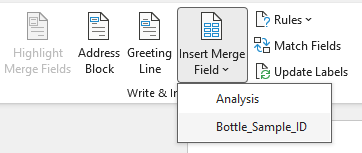 Highlight
Merge Fields
Address
Block
Greeting
Line
Insert Merge
Field
Rules
Match Fields
Update Labels
Write & In
Analysis
Bottle_Sample_ID